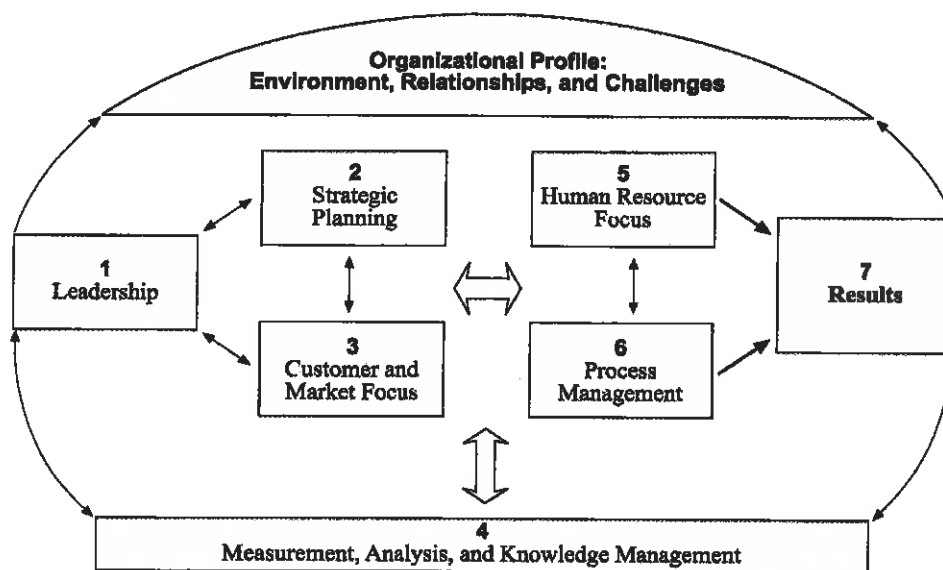 Organizational Profile:
Environment, Relationships, and Challenges
2
Strategic
Planning
5
Human Resource
Focus
1
Leadership
7
Results
3
Customer and
Market Focus
6
Process
Management
4
Measurement, Analysis, and Knowledge Management